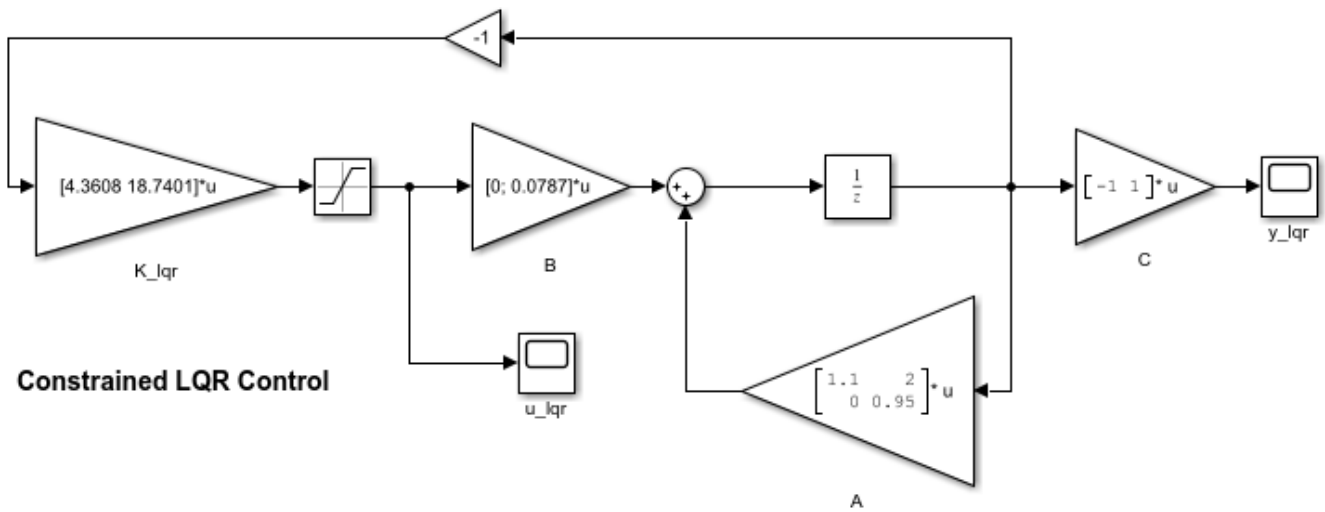 -1
[4.3608 18.7401]*u
K_lqr
[0; 0.0787]*u
B
1
z
[ -1 1 ]* u
C
y_lqr
1.1 2
0 0.95
* u
A
u_lqr
Constrained LQR Control